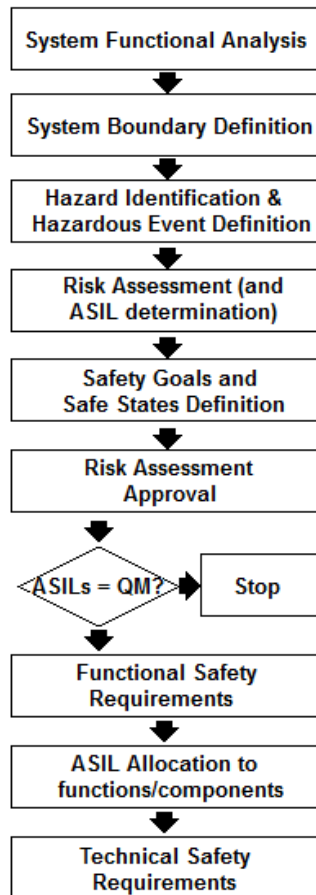 System Functional Analysis
System Boundary Definition
Hazard Identification &
Hazardous Event Definition
Risk Assessment (and
ASIL determination)
Safety Goals and
Safe States Definition
Risk Assessment
Approval
ASILs = QM?
Stop
Functional Safety
Requirements
ASIL Allocation to
functions/components
Technical Safety
Requirements